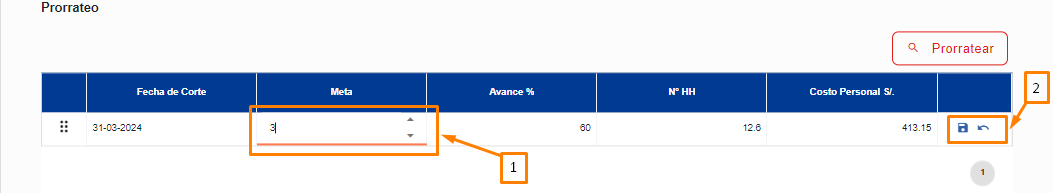 Prorrateo
Prorratear
2
Fecha de Corte Meta Avance % N° HH Costo Personal S/.
31-03-2024 3 60 12.6 413.15
1
1